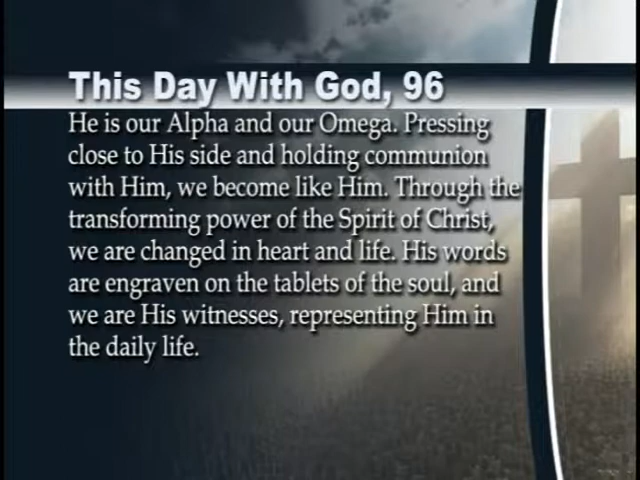 This Day With God, 96
He is our Alpha and our Omega. Pressing
close to His side and holding communion
with Him, we become like Him. Through the
transforming power of the Spirit of Christ,
we are changed in heart and life. His words
are engraven on the tablets of the soul, and
we are His witnesses, representing Him in
the daily life.